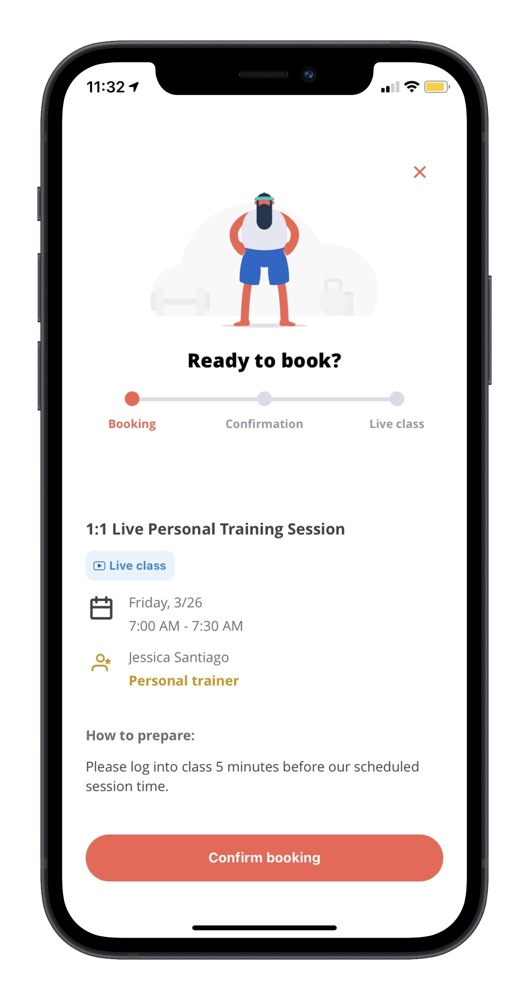 11:32
Ready to book?
Booking
Confirmation
Live class
1:1 Live Personal Training Session
Live class
Friday, 3/26
7:00 AM - 7:30 AM
Jessica Santiago
Personal trainer
How to prepare:
Please log into class 5 minutes before our scheduled
session time.
Confirm booking